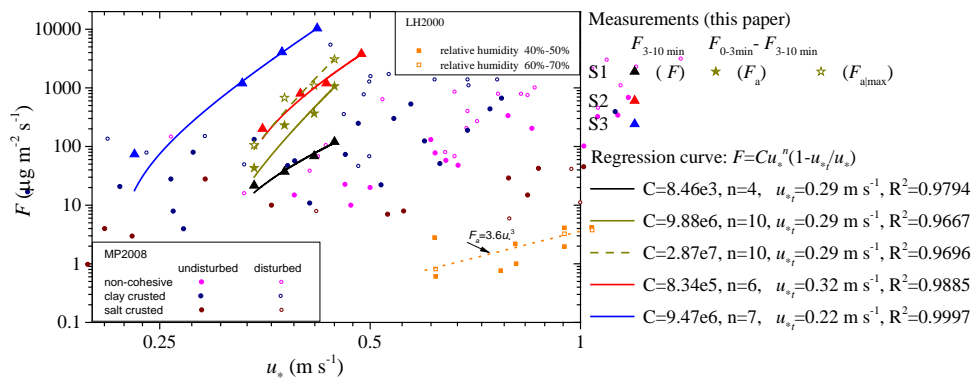 10000
1000
100
10
1
0.1
F (µg m⁻² s⁻¹)
0.25
0.5
1
u* (m s⁻¹)
LH2000
relative humidity 40%-50%
relative humidity 60%-70%
Fa=3.6u*³
MP2008
undisturbed disturbed
non-cohesive
clay crusted
salt crusted
Measurements (this paper)
F3-10 min F0-3min - F3-10 min
S1 (F) (Fa) (Fa|max)
S2
S3
Regression curve: F=Cu*ⁿ(1-u*t/u*)
C=8.46e3, n=4, u*t=0.29 m s⁻¹, R²=0.9794
C=9.88e6, n=10, u*t=0.29 m s⁻¹, R²=0.9667
C=2.87e7, n=10, u*t=0.29 m s⁻¹, R²=0.9696
C=8.34e5, n=6, u*t=0.32 m s⁻¹, R²=0.9885
C=9.47e6, n=7, u*t=0.22 m s⁻¹, R²=0.9997